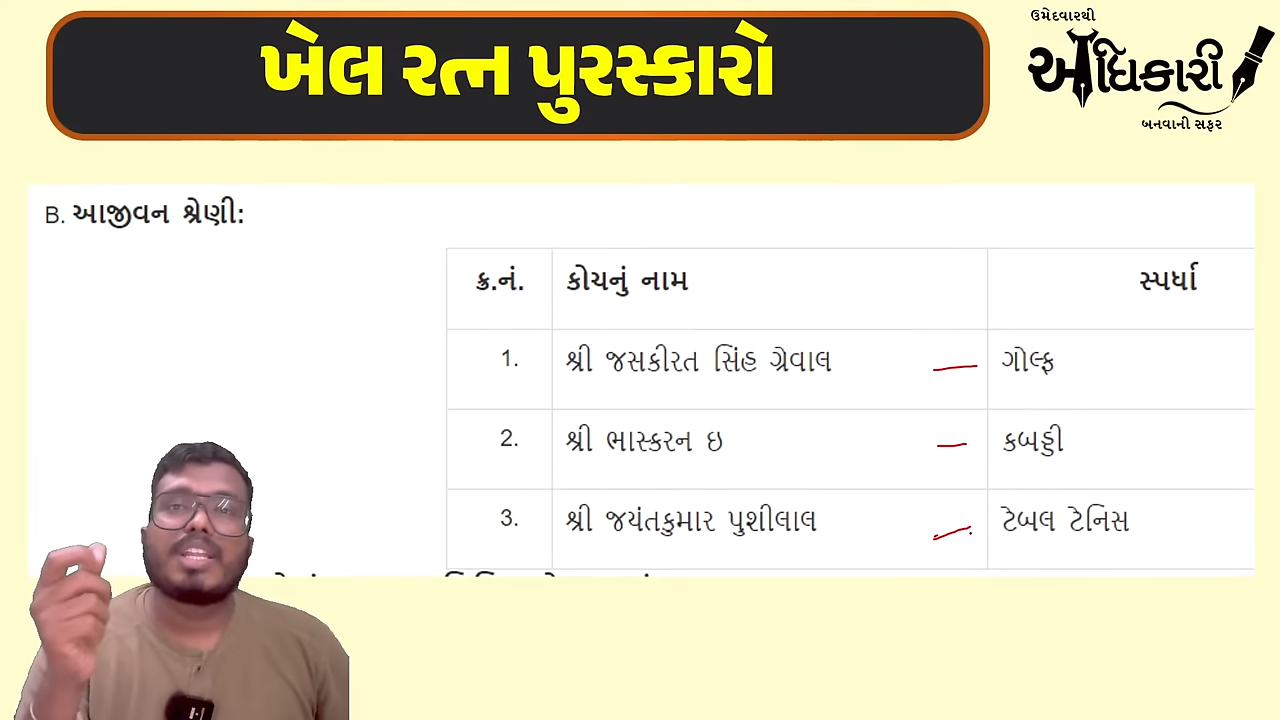 ખેલ રત્ન પુરસ્કારો
ઉમેદવારથી
અધિકારી
બનવાની સફર
B. આજીવન શ્રેણી:
ક્ર.નં. કોચનું નામ સ્પર્ધા
1. શ્રી જસકીરત સિંહ ગ્રેવાલ ગોલ્ફ
2. શ્રી ભાસ્કરન ઇ કબડ્ડી
3. શ્રી જયંતકુમાર પુશીલાલ ટેબલ ટેનિસ